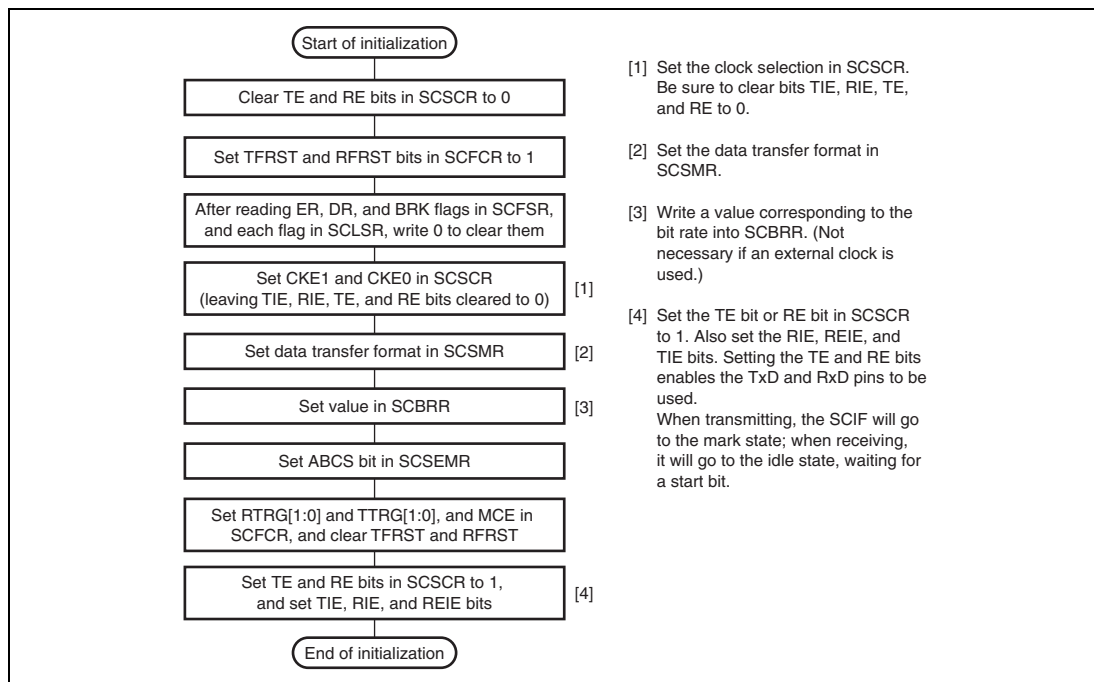 Start of initialization
Clear TE and RE bits in SCSCR to 0
Set TFRST and RFRST bits in SCFCR to 1
After reading ER, DR, and BRK flags in SCFSR,
and each flag in SCLSR, write 0 to clear them
Set CKE1 and CKE0 in SCSCR
(leaving TIE, RIE, TE, and RE bits cleared to 0)
[1]
Set data transfer format in SCSMR
[2]
Set value in SCBRR
[3]
Set ABCS bit in SCSEMR
Set RTRG[1:0] and TTRG[1:0], and MCE in
SCFCR, and clear TFRST and RFRST
Set TE and RE bits in SCSCR to 1,
and set TIE, RIE, and REIE bits
[4]
End of initialization
[1] Set the clock selection in SCSCR.
Be sure to clear bits TIE, RIE, TE,
and RE to 0.
[2] Set the data transfer format in
SCSMR.
[3] Write a value corresponding to the
bit rate into SCBRR. (Not
necessary if an external clock is
used.)
[4] Set the TE bit or RE bit in SCSCR
to 1. Also set the RIE, REIE, and
TIE bits. Setting the TE and RE bits
enables the TxD and RxD pins to be
used.
When transmitting, the SCIF will go
to the mark state; when receiving,
it will go to the idle state, waiting for
a start bit.